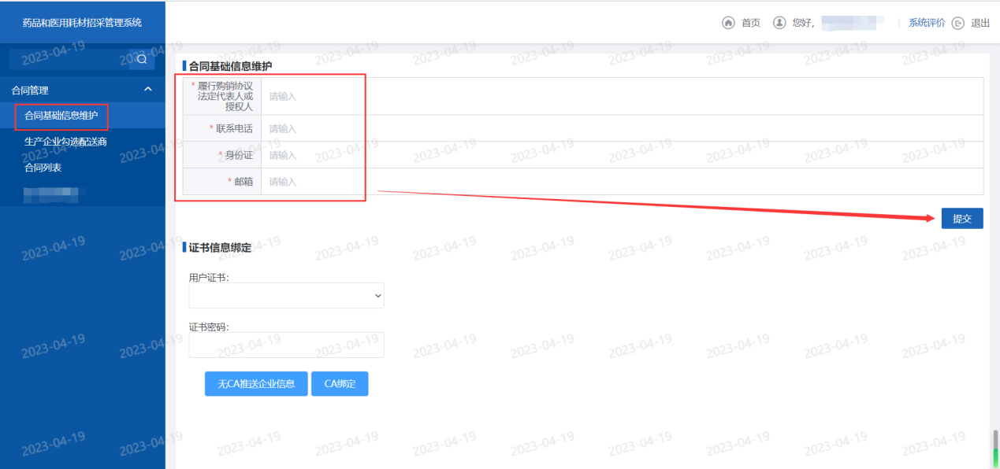 药品和医用耗材招采管理系统
首页
您好,
系统评价
退出
合同管理
合同基础信息维护
生产企业勾选配送商
合同列表
合同基础信息维护
* 履行购销协议
法定代表人或
授权人
请输入
* 联系电话
请输入
* 身份证
请输入
* 邮箱
请输入
提交
证书信息绑定
用户证书:
证书密码:
无CA推送企业信息
CA绑定
2023-04-19